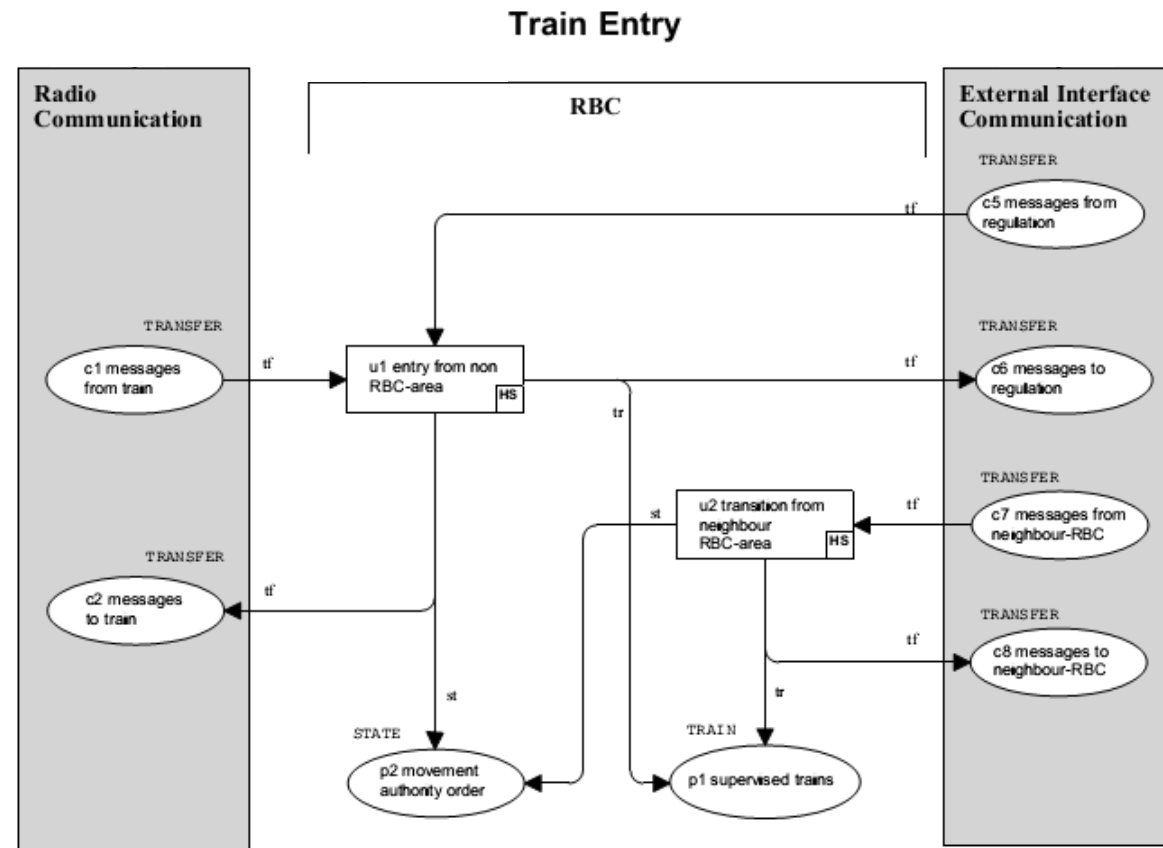 Train Entry
Radio
Communication
RBC
External Interface
Communication
TRANSFER
c5 messages from
regulation
tf
TRANSFER
c1 messages
from train
tf
u1 entry from non
RBC-area
HS
tf
TRANSFER
c6 messages to
regulation
tr
st
u2 transition from
neighbour
RBC-area
HS
tf
TRANSFER
c7 messages from
neighbour-RBC
TRANSFER
c2 messages
to train
tf
tf
TRANSFER
c8 messages to
neighbour-RBC
st
tr
STATE
p2 movement
authority order
TRAIN
p1 supervised trains